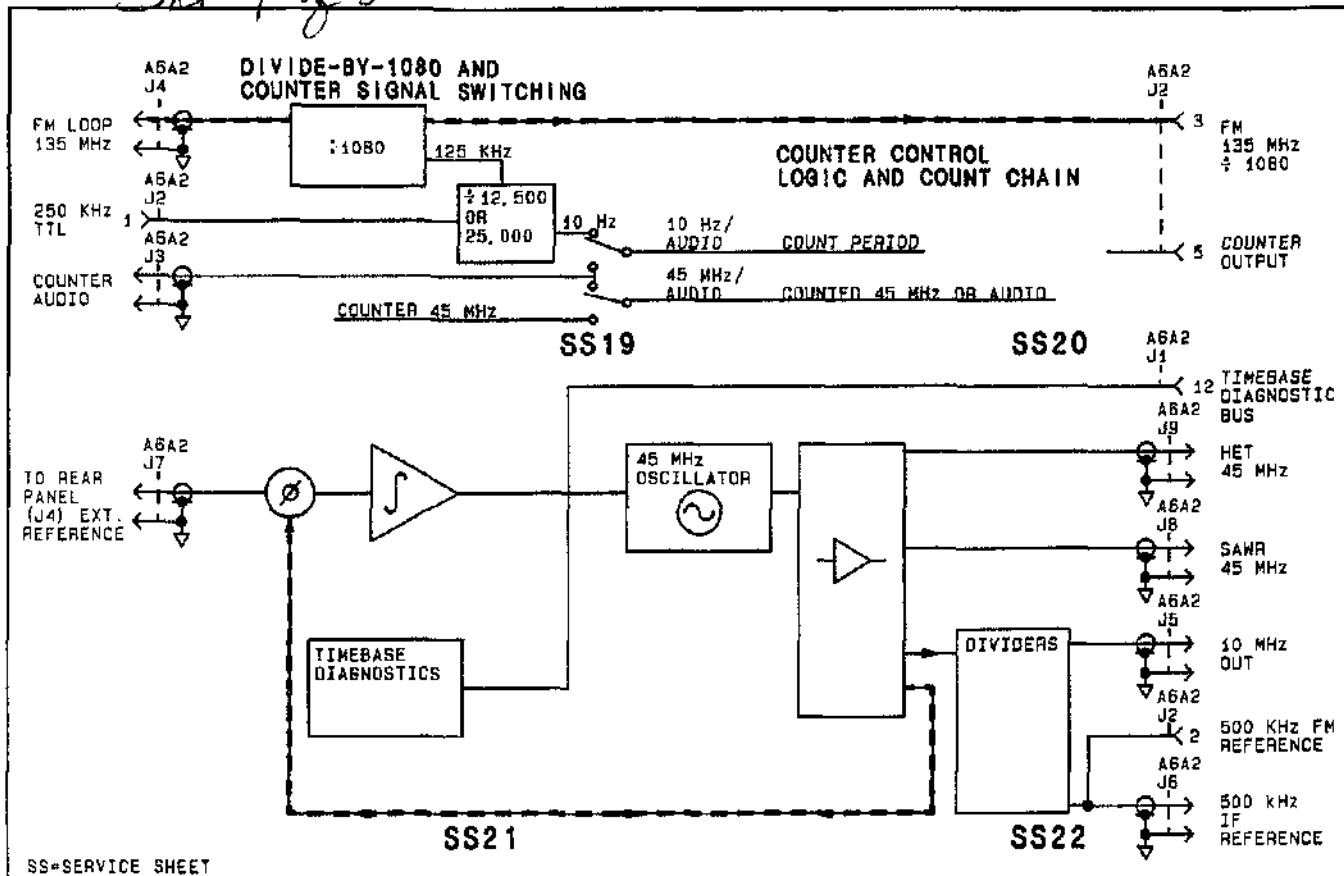 A6A2
J4
DIVIDE-BY-1080 AND
COUNTER SIGNAL SWITCHING
FM LOOP
135 MHz
÷1080
125 KHz
A6A2
J2
3
FM
135 MHz
÷ 1080
COUNTER CONTROL
LOGIC AND COUNT CHAIN
A6A2
J2
250 KHz
TTL
1
÷ 12,500
OR
25,000
10 Hz
10 Hz/
AUDIO
COUNT PERIOD
5
COUNTER
OUTPUT
A6A2
J3
COUNTER
AUDIO
45 MHz/
AUDIO
COUNTED 45 MHz OR AUDIO
COUNTER 45 MHz
SS19
SS20
A6A2
J1
12
TIMEBASE
DIAGNOSTIC
BUS
A6A2
J7
TO REAR
PANEL
(J4) EXT.
REFERENCE
∫
45 MHz
OSCILLATOR
A6A2
J9
HET
45 MHz
A6A2
J8
SAWR
45 MHz
TIMEBASE
DIAGNOSTICS
DIVIDERS
A6A2
J5
10 MHz
OUT
A6A2
J2
2
500 KHz FM
REFERENCE
A6A2
J6
500 kHz
IF
REFERENCE
SS21
SS22
SS=SERVICE SHEET